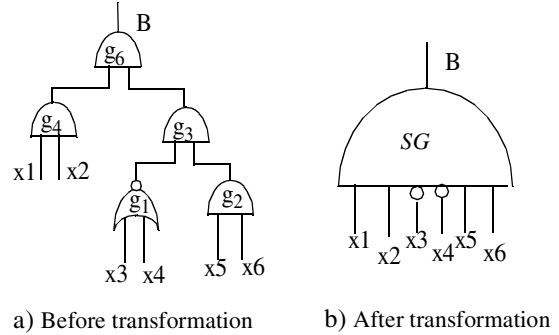 B
g6
g4
g3
x1 x2
g1
g2
x3 x4
x5 x6
a) Before transformation
B
SG
x1 x2 x3 x4 x5 x6
b) After transformation